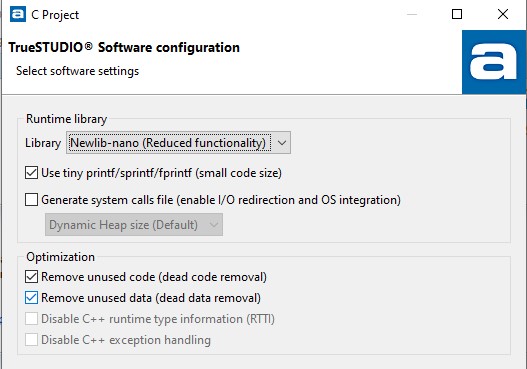 C Project
TrueSTUDIO® Software configuration
Select software settings
a
Runtime library
Library Newlib-nano (Reduced functionality)
Use tiny printf/sprintf/fprintf (small code size)
Generate system calls file (enable I/O redirection and OS integration)
Dynamic Heap size (Default)
Optimization
Remove unused code (dead code removal)
Remove unused data (dead data removal)
Disable C++ runtime type information (RTTI)
Disable C++ exception handling